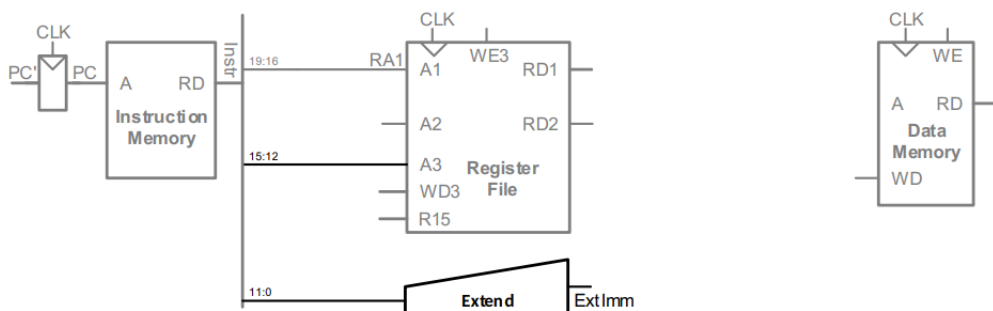 CLK
PC'
PC
A RD
Instruction
Memory
Instr
19:16
RA1
15:12
11:0
CLK
WE3
A1
RD1
A2
RD2
A3
Register
File
WD3
R15
Extend
ExtImm
CLK
WE
A RD
Data
Memory
WD